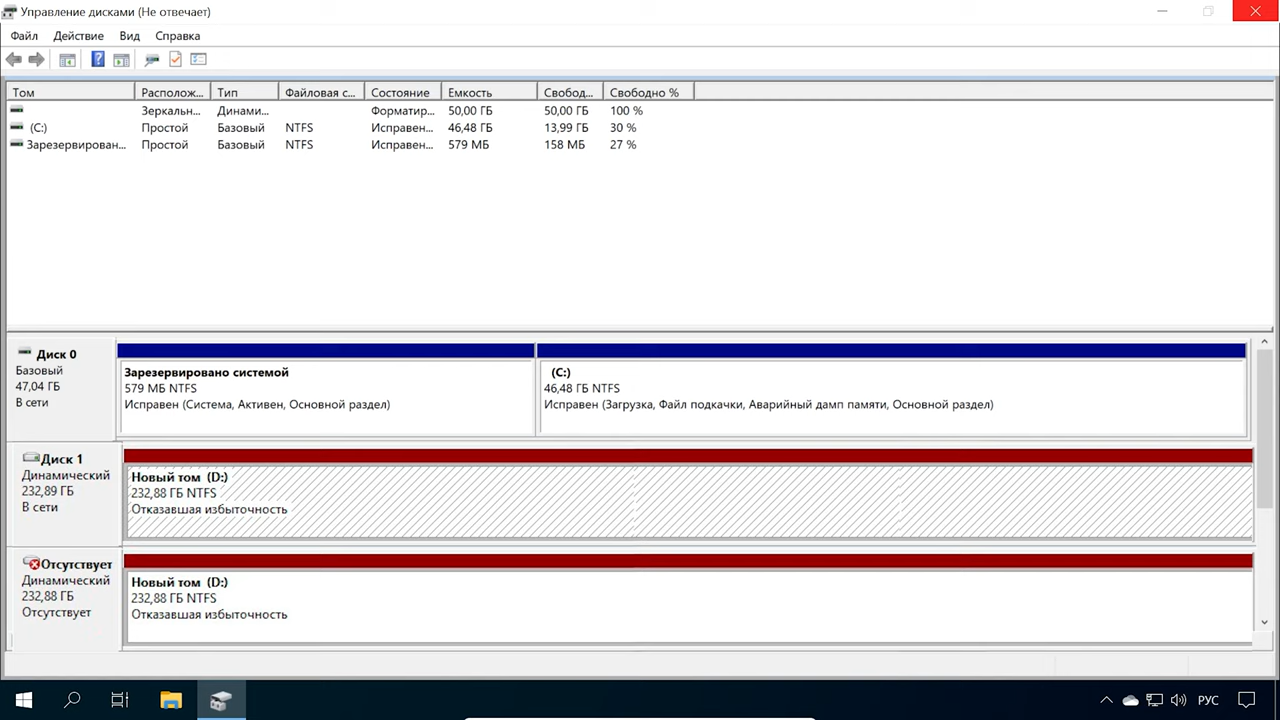 Управление дисками (Не отвечает)
Файл Действие Вид Справка
Том Располож... Тип Файловая с... Состояние Емкость Свобод... Свободно %
Зеркальн... Динами... Форматир... 50,00 ГБ 50,00 ГБ 100 %
(C:) Простой Базовый NTFS Исправен... 46,48 ГБ 13,99 ГБ 30 %
Зарезервирован... Простой Базовый NTFS Исправен... 579 МБ 158 МБ 27 %
Диск 0
Базовый
47,04 ГБ
В сети
Зарезервировано системой
579 МБ NTFS
Исправен (Система, Активен, Основной раздел)
(C:)
46,48 ГБ NTFS
Исправен (Загрузка, Файл подкачки, Аварийный дамп памяти, Основной раздел)
Диск 1
Динамический
232,89 ГБ
В сети
Новый том (D:)
232,88 ГБ NTFS
Отказавшая избыточность
Отсутствует
Динамический
232,88 ГБ
Отсутствует
Новый том (D:)
232,88 ГБ NTFS
Отказавшая избыточность
РУС